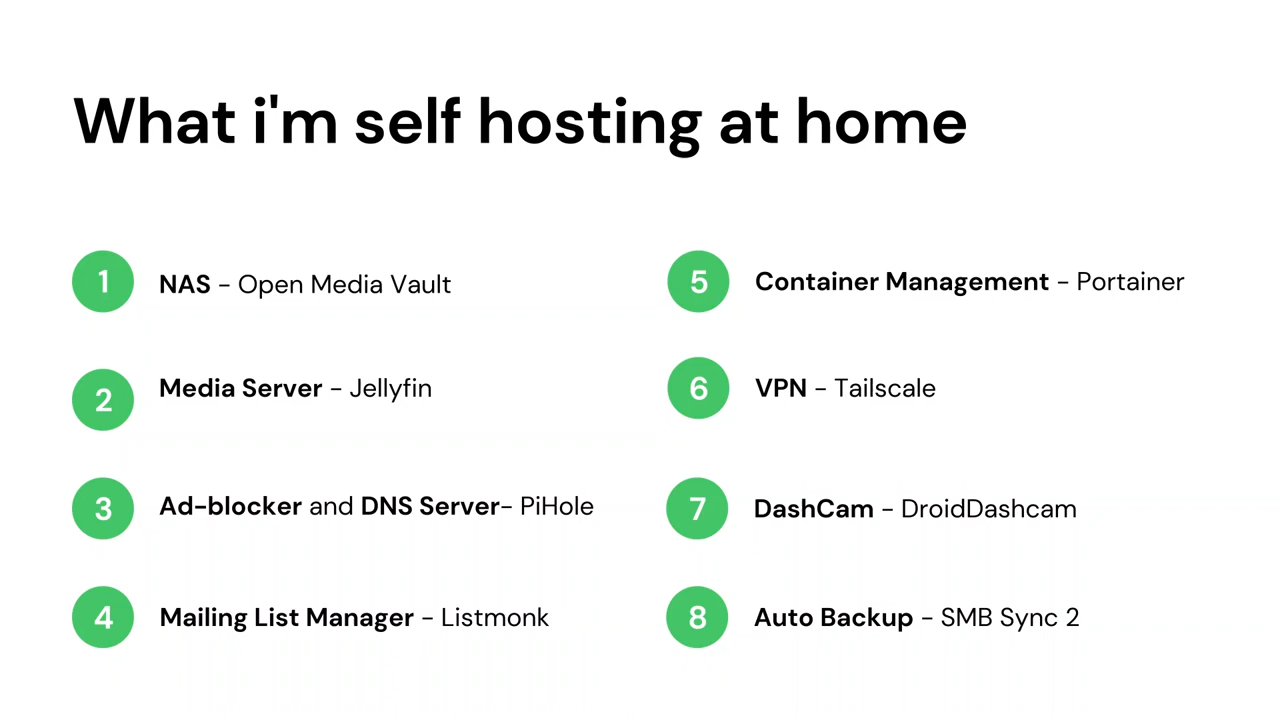 What i'm self hosting at home
1 NAS - Open Media Vault
2 Media Server - Jellyfin
3 Ad-blocker and DNS Server- PiHole
4 Mailing List Manager - Listmonk
5 Container Management - Portainer
6 VPN - Tailscale
7 DashCam - DroidDashcam
8 Auto Backup - SMB Sync 2